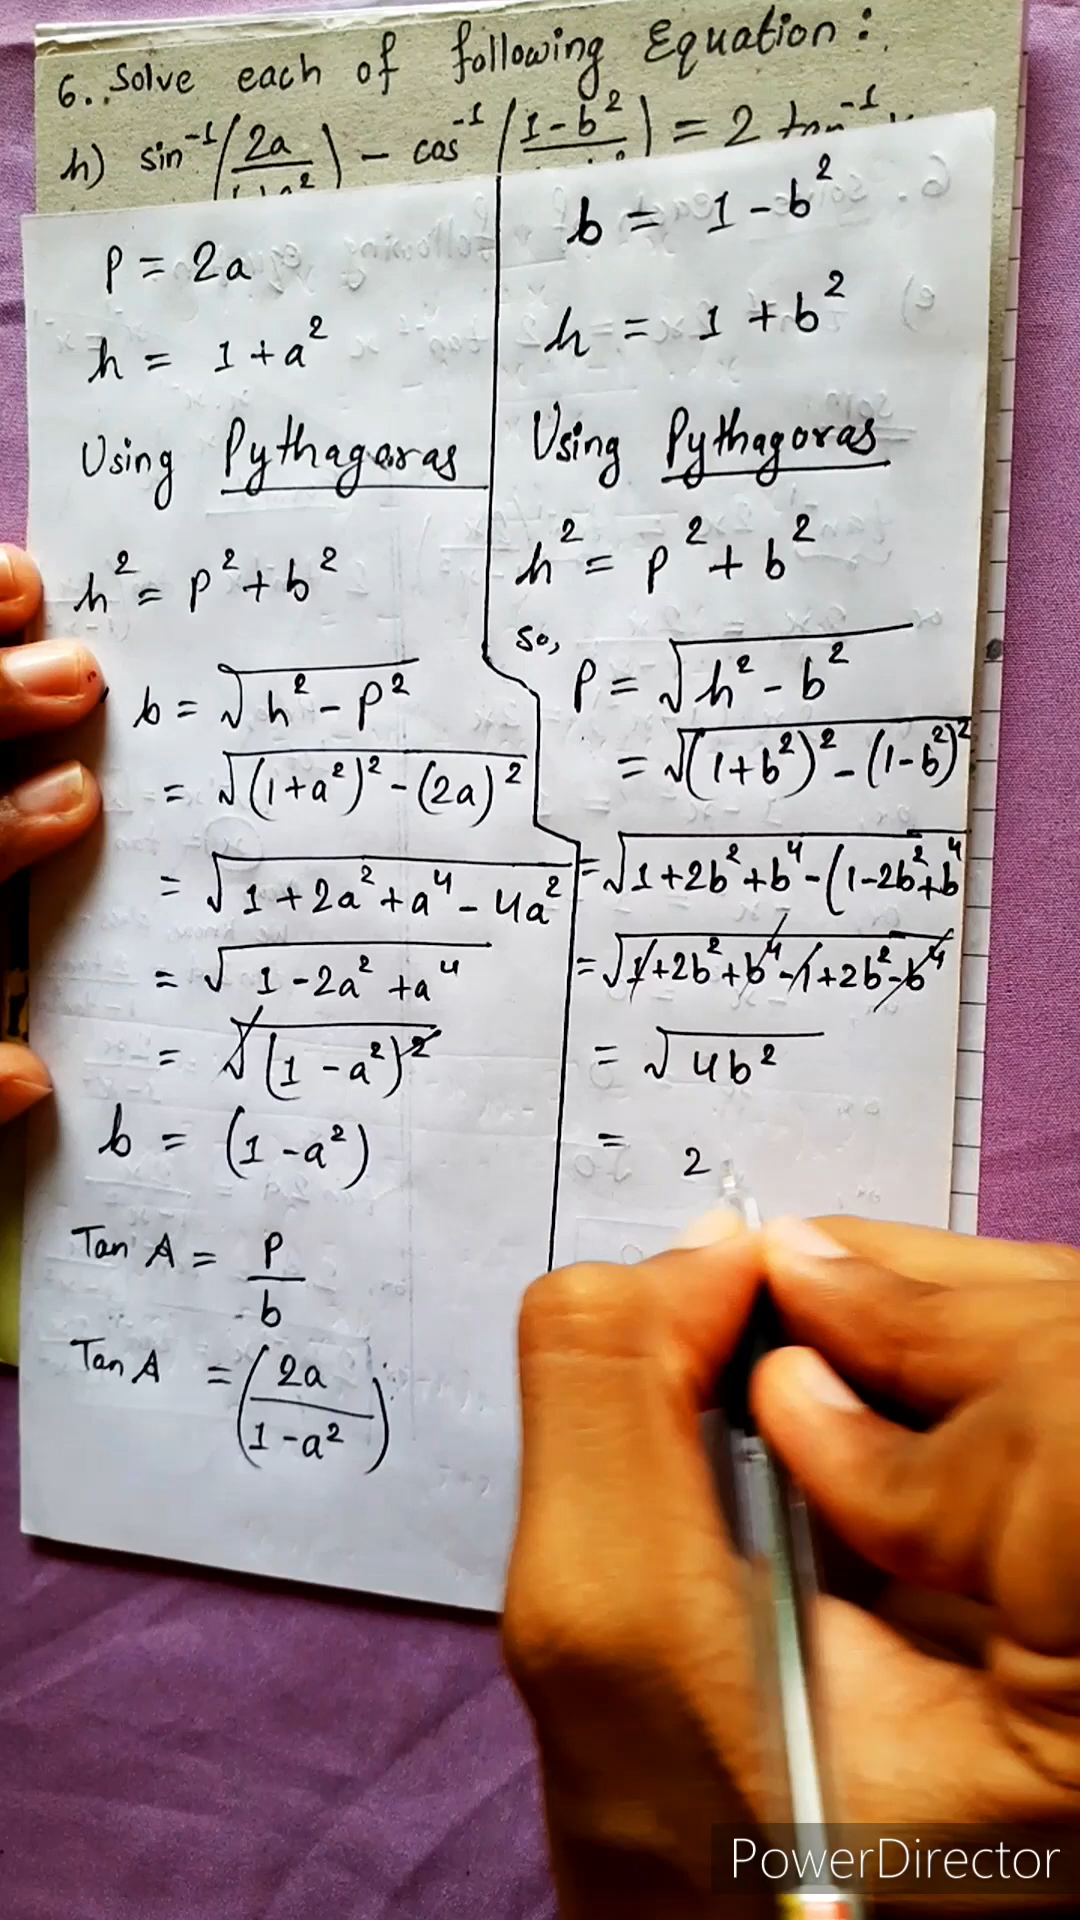 6. Solve each of following Equation :
h) sin⁻¹(2a/1+a²) - cos⁻¹(1-b²/) = 2 tan⁻¹
P = 2a
h = 1 + a²
Using Pythagoras
h² = p² + b²
b = √h² - P²
= √(1+a²)² - (2a)²
= √1 + 2a² + a⁴ - 4a²
= √1 - 2a² + a⁴
= √(1 - a²)²
b = (1 - a²)
Tan A = P/b
Tan A = (2a/1-a²)
b = 1 - b²
h = 1 + b²
Using Pythagoras
h² = P² + b²
so,
P = √h² - b²
= √(1+b²)² - (1-b²)²
= √1+2b²+b⁴-(1-2b²+b⁴
= √1+2b²+b⁴-1+2b²-b⁴
= √4b²
= 2
PowerDirector